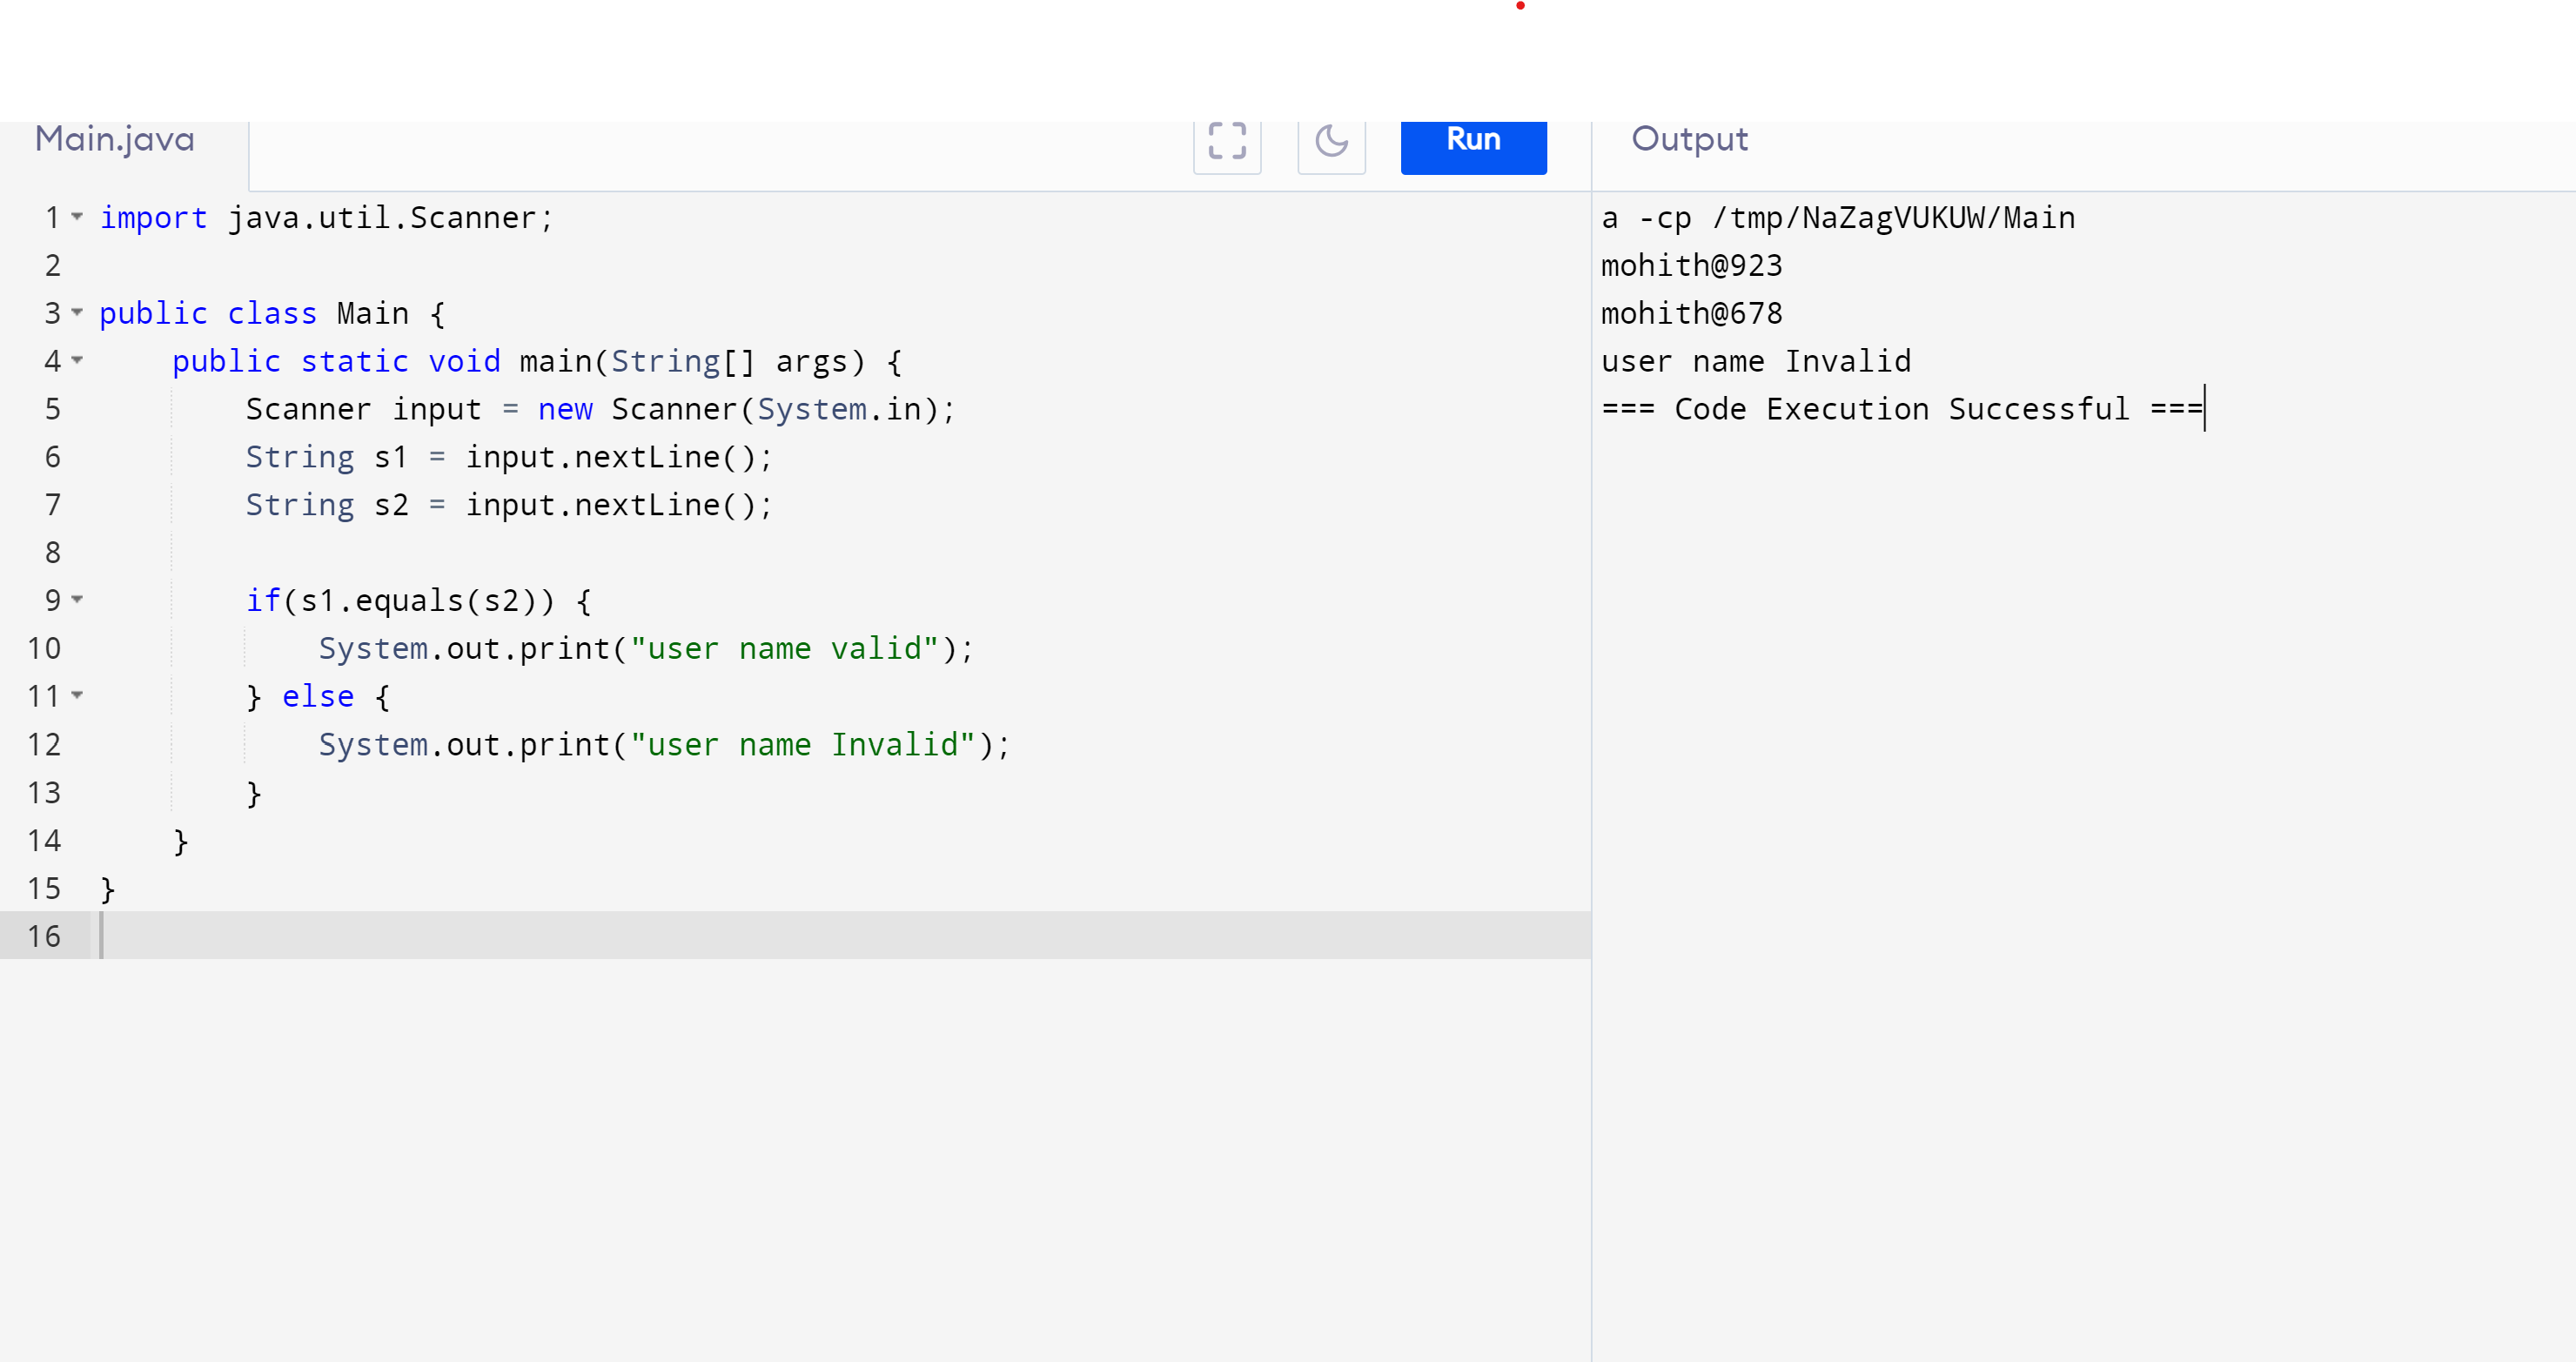 Main.java
Run
Output
1 import java.util.Scanner;
2
3 public class Main {
4     public static void main(String[] args) {
5         Scanner input = new Scanner(System.in);
6         String s1 = input.nextLine();
7         String s2 = input.nextLine();
8
9         if(s1.equals(s2)) {
10             System.out.print("user name valid");
11         } else {
12             System.out.print("user name Invalid");
13         }
14     }
15 }
16
a -cp /tmp/NaZagVUKUW/Main
mohith@923
mohith@678
user name Invalid
=== Code Execution Successful ===